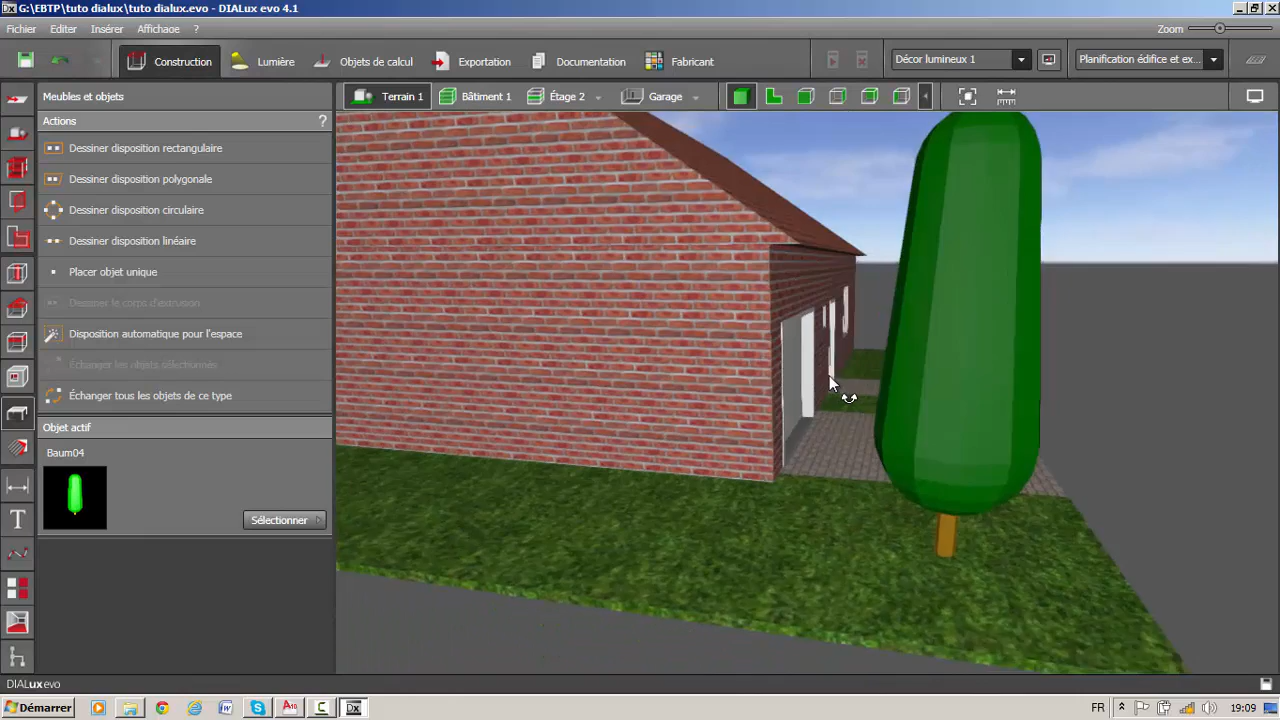 G:\EBTP\tuto dialux\tuto dialux.evo - DIALux evo 4.1
Fichier Editer Insérer Affichage ?
Zoom
Construction Lumière Objets de calcul Exportation Documentation Fabricant
Décor lumineux 1
Planification édifice et ex...
Meubles et objets
Terrain 1 Bâtiment 1 Étage 2 Garage
Actions ?
Dessiner disposition rectangulaire
Dessiner disposition polygonale
Dessiner disposition circulaire
Dessiner disposition linéaire
Placer objet unique
Dessiner le corps d'extrusion
Disposition automatique pour l'espace
Échanger les objets sélectionnés
Échanger tous les objets de ce type
Objet actif
Baum04
Sélectionner
T
DIALux evo
Démarrer
FR
19:09